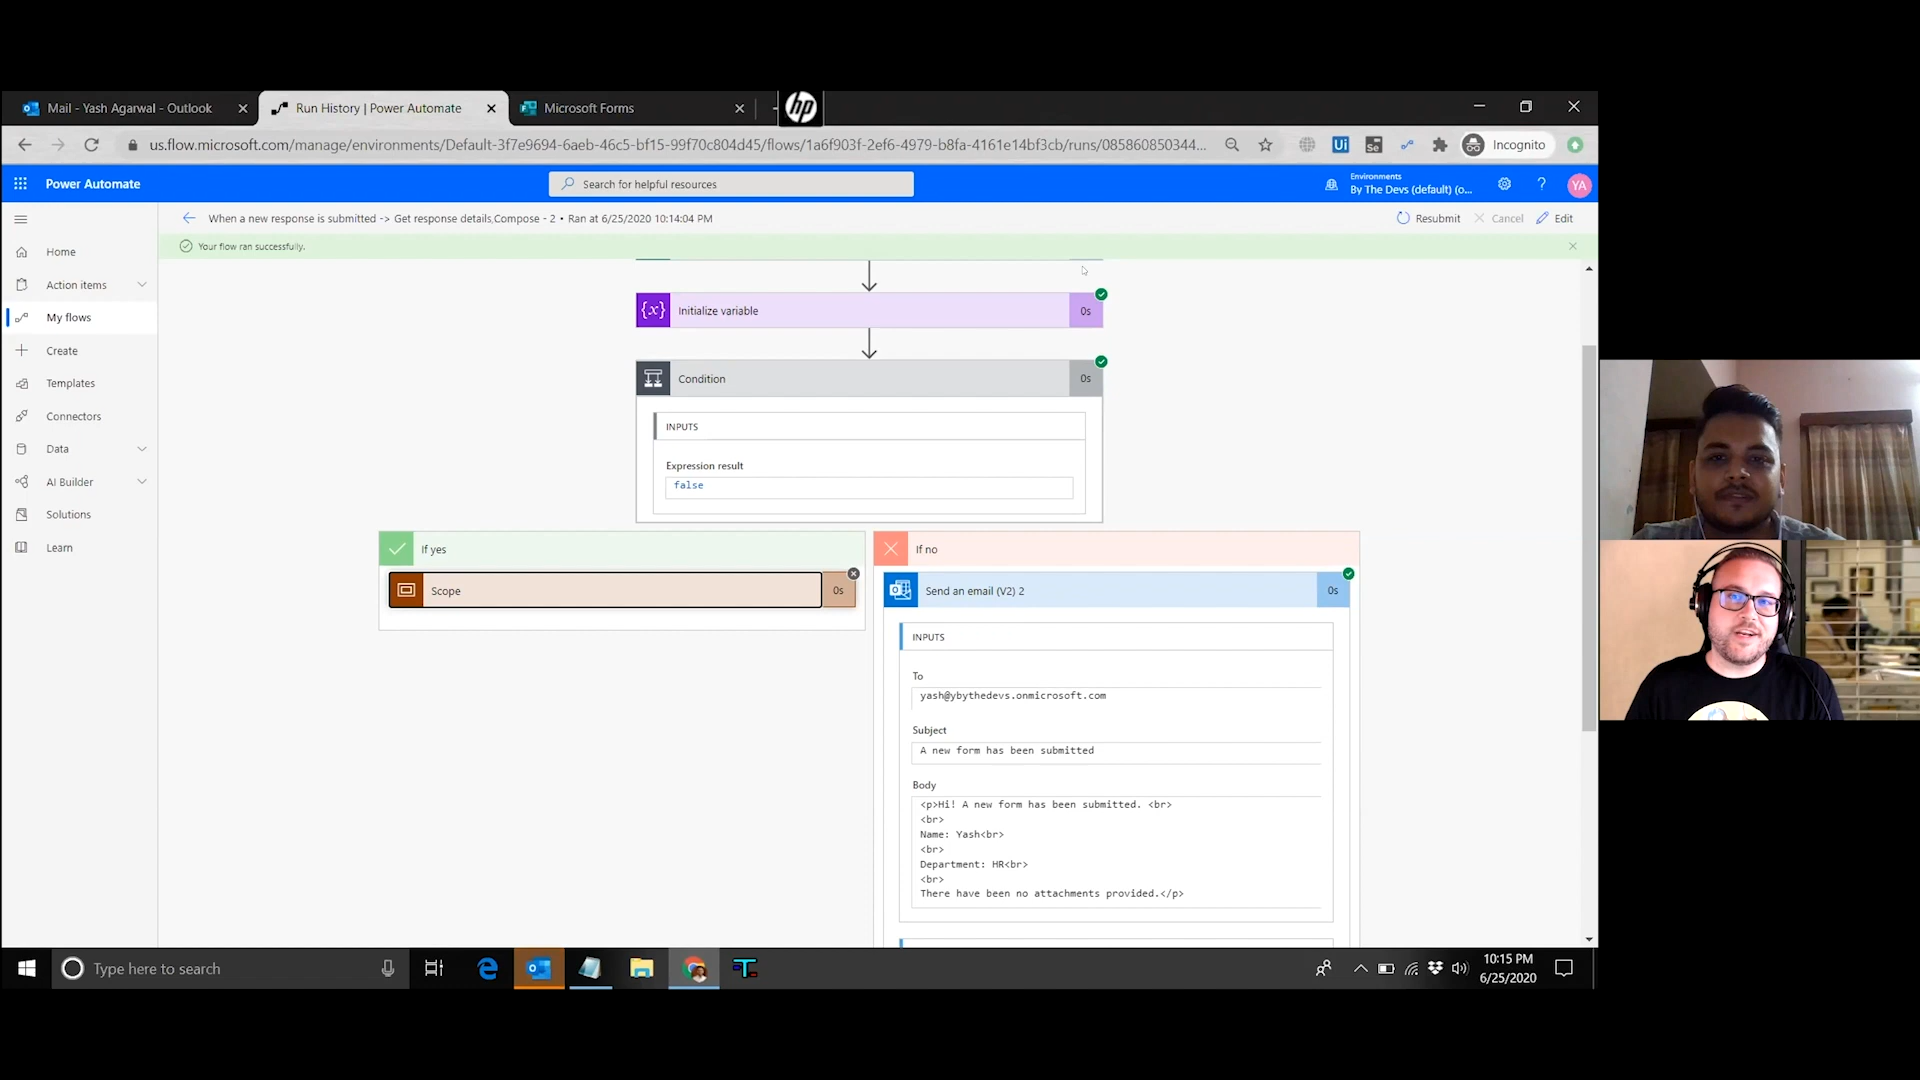 Mail - Yash Agarwal - Outlook
Run History | Power Automate
Microsoft Forms
hp
us.flow.microsoft.com/manage/environments/Default-3f7e9694-6aeb-46c5-bf15-99f70c804d45/flows/1a6f903f-2ef6-4979-b8fa-4161e14bf3cb/runs/085860850344...
Ui
Se
Incognito
Power Automate
Search for helpful resources
Environments
By The Devs (default) (o...
?
YA
When a new response is submitted -> Get response details,Compose - 2 • Ran at 6/25/2020 10:14:04 PM
Resubmit
Cancel
Edit
Your flow ran successfully.
Home
Action items
My flows
Create
Templates
Connectors
Data
AI Builder
Solutions
Learn
{x}
Initialize variable
0s
Condition
0s
INPUTS
Expression result
false
If yes
Scope
0s
If no
Send an email (V2) 2
0s
INPUTS
To
yash@ybythedevs.onmicrosoft.com
Subject
A new form has been submitted
Body
<p>Hi! A new form has been submitted. <br>
<br>
Name: Yash<br>
<br>
Department: HR<br>
<br>
There have been no attachments provided.</p>
Type here to search
10:15 PM
6/25/2020